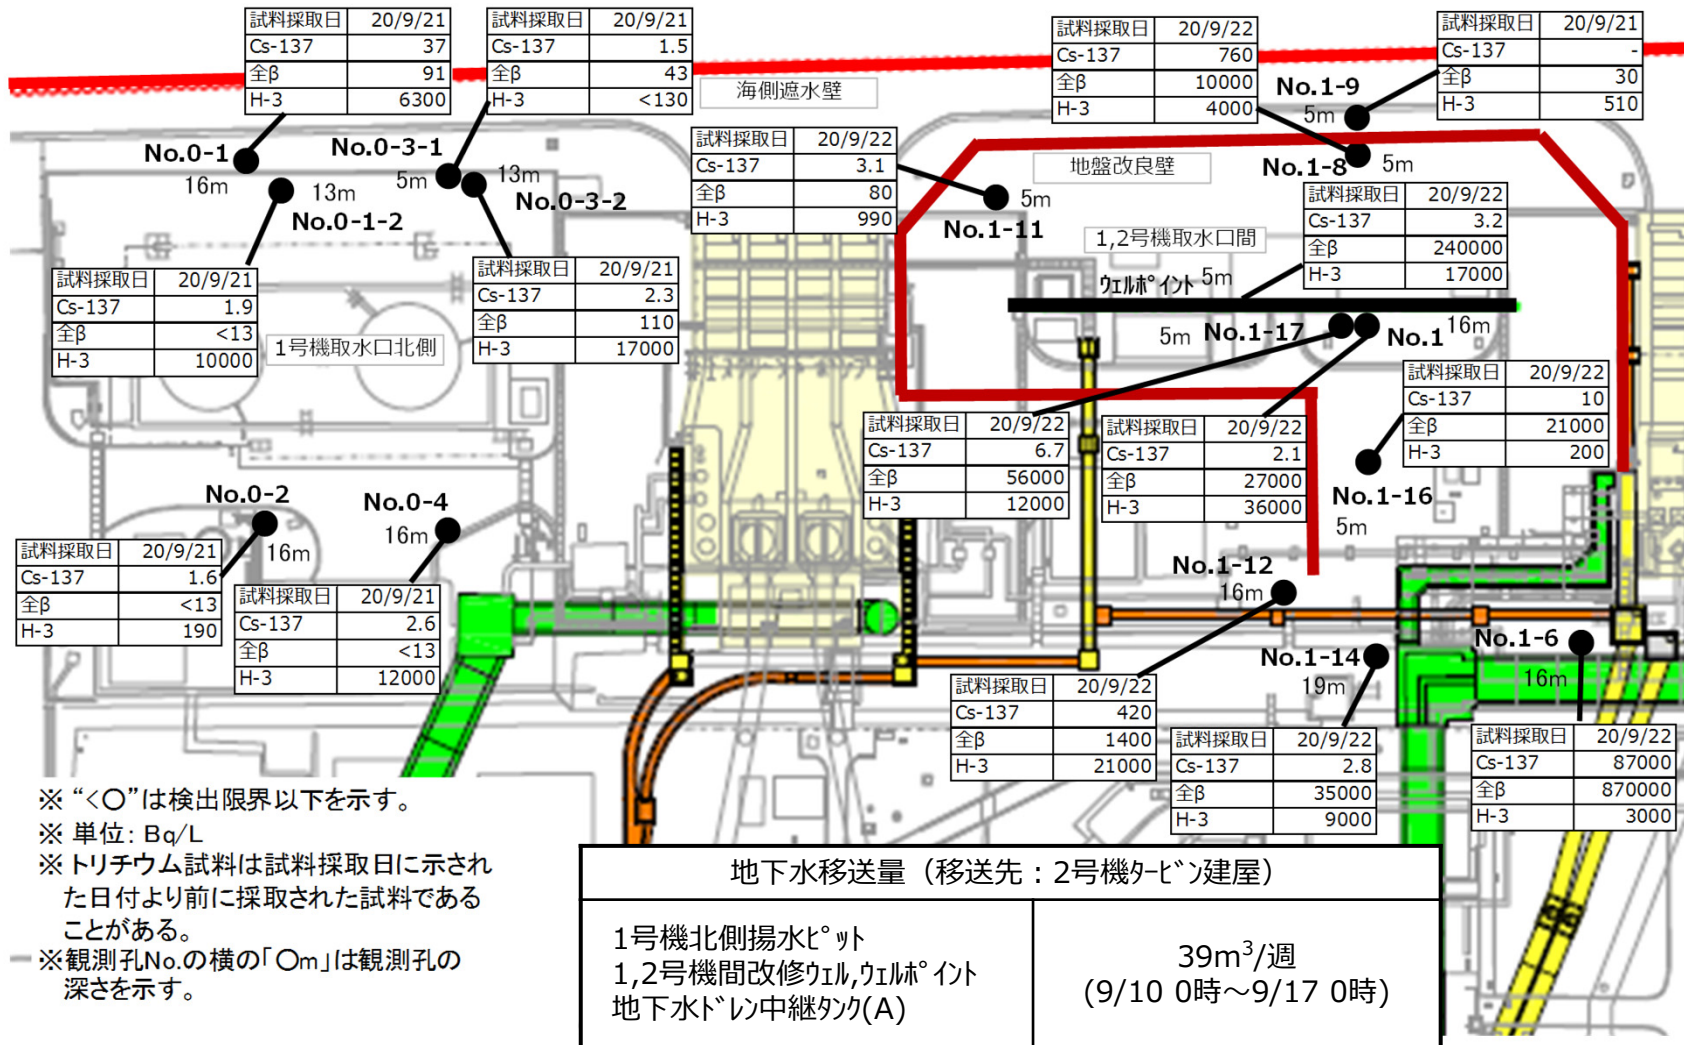 試料採取日 20/9/21
Cs-137 37
全β 91
H-3 6300
試料採取日 20/9/21
Cs-137 1.5
全β 43
H-3 <130
海側遮水壁
試料採取日 20/9/22
Cs-137 760
全β 10000
H-3 4000
試料採取日 20/9/21
Cs-137 -
全β 30
H-3 510
No.1-9
5m
No.1-8 5m
No.0-1
16m
13m
No.0-1-2
No.0-3-1
5m
13m
No.0-3-2
試料採取日 20/9/22
Cs-137 3.1
全β 80
H-3 990
5m
No.1-11
地盤改良壁
1,2号機取水口間
試料採取日 20/9/22
Cs-137 3.2
全β 240000
H-3 17000
ウェルポイント 5m
5m No.1-17
No.1 16m
試料採取日 20/9/21
Cs-137 1.9
全β <13
H-3 10000
1号機取水口北側
試料採取日 20/9/21
Cs-137 2.3
全β 110
H-3 17000
試料採取日 20/9/22
Cs-137 6.7
全β 56000
H-3 12000
試料採取日 20/9/22
Cs-137 2.1
全β 27000
H-3 36000
試料採取日 20/9/22
Cs-137 10
全β 21000
H-3 200
No.1-16
5m
No.0-2
16m
No.0-4
16m
試料採取日 20/9/21
Cs-137 1.6
全β <13
H-3 190
試料採取日 20/9/21
Cs-137 2.6
全β <13
H-3 12000
No.1-12
16m
No.1-14
19m
No.1-6
16m
試料採取日 20/9/22
Cs-137 420
全β 1400
H-3 21000
試料採取日 20/9/22
Cs-137 2.8
全β 35000
H-3 9000
試料採取日 20/9/22
Cs-137 87000
全β 870000
H-3 3000
※ “<〇”は検出限界以下を示す。
※ 単位: Bq/L
※トリチウム試料は試料採取日に示され
た日付より前に採取された試料である
ことがある。
※観測孔No.の横の「〇m」は観測孔の
深さを示す。
地下水移送量（移送先：2号機タービン建屋）
1号機北側揚水ピット
1,2号機間改修ウェル,ウェルポイント
地下水ドレン中継タンク(A)
39m³/週
(9/10 0時～9/17 0時)